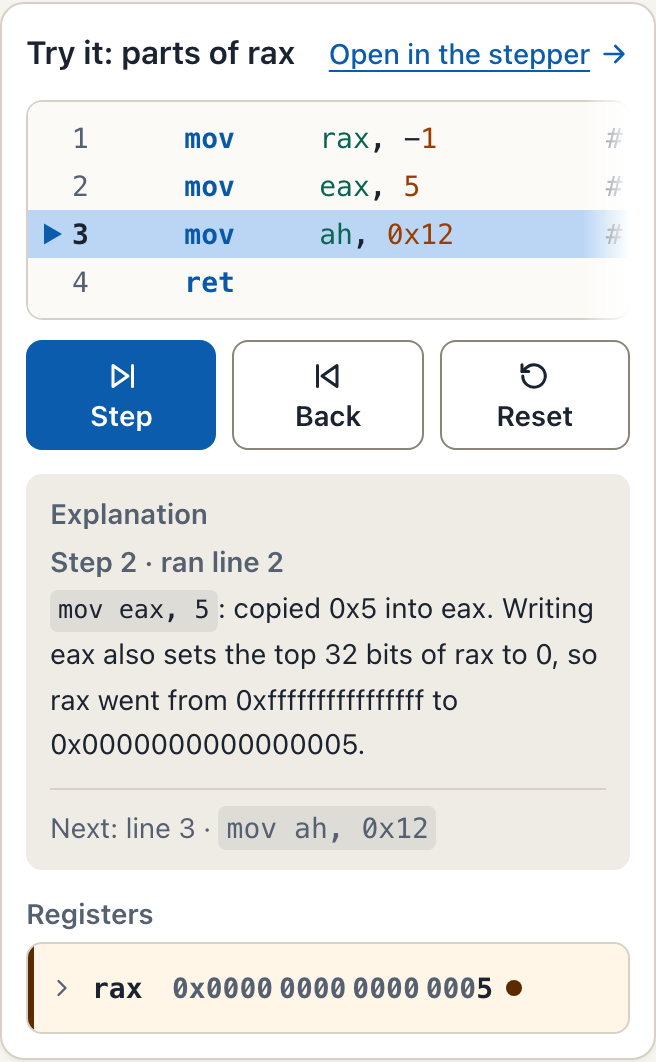 Try it: parts of rax Open in the stepper →
1 mov rax, −1 #
2 mov eax, 5 #
3 mov ah, 0x12 #
4 ret
Step Back Reset
Explanation
Step 2 · ran line 2
mov eax, 5: copied 0x5 into eax. Writing
eax also sets the top 32 bits of rax to 0, so
rax went from 0xffffffffffffffff to
0x0000000000000005.
Next: line 3 · mov ah, 0x12
Registers
rax 0x0000 0000 0000 0005